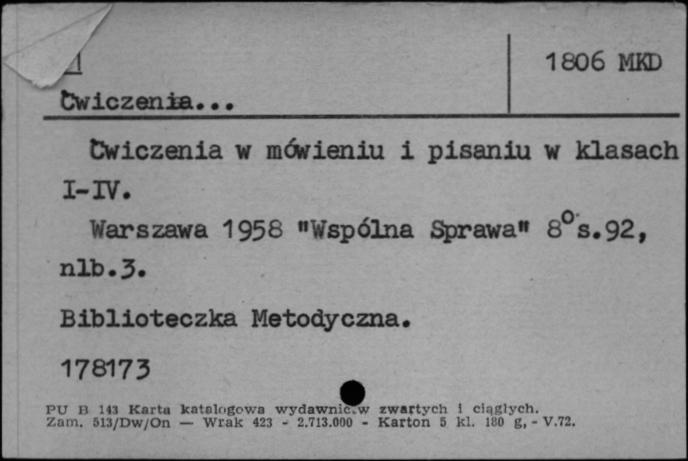 1806 MKD
Ćwiczenia...
Ćwiczenia w mówieniu i pisaniu w klasach
I-IV.
Warszawa 1958 "Wspólna Sprawa" 8° s.92,
nlb.3.
Biblioteczka Metodyczna.
178173
PU B 143 Karta katalogowa wydawnic w zwartych i ciągłych.
Zam. 513/Dw/On — Wrak 423 - 2.713.000 - Karton 5 kl. 180 g, - V.72.